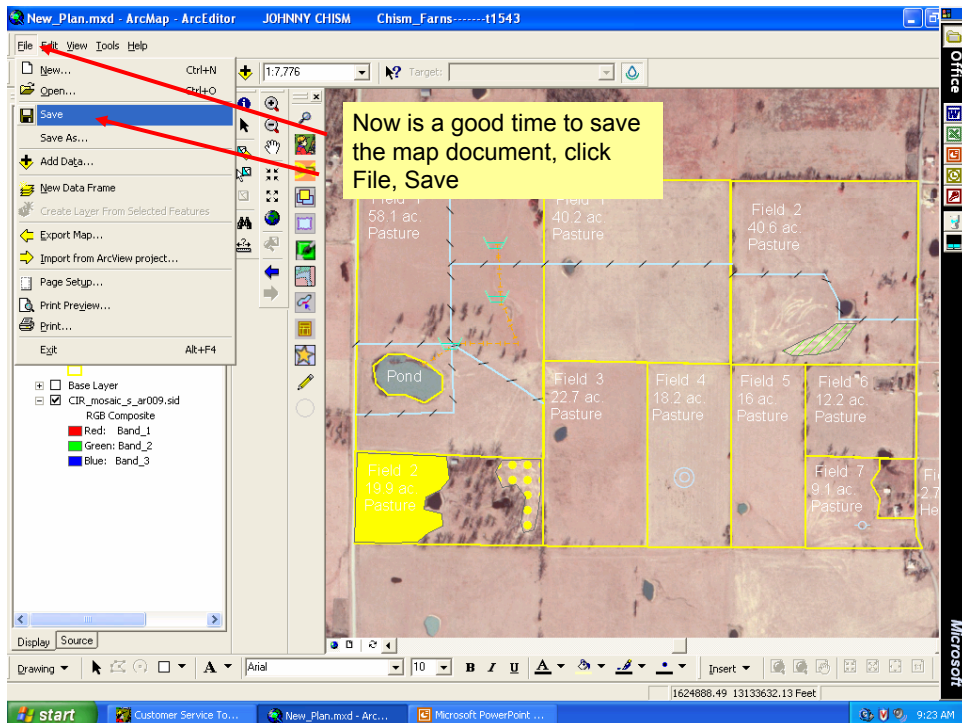 New_Plan.mxd - ArcMap - ArcEditor JOHNNY CHISM Chism_Farns-------t1543
File Edit View Tools Help
New... Ctrl+N
Open... Ctrl+O
Save
Save As...
Add Data...
New Data Frame
Create Layer From Selected Features
Export Map...
Import from ArcView project...
Page Setup...
Print Preview...
Print...
Exit Alt+F4
1:7,776
Target:
Now is a good time to save
the map document, click
File, Save
Field 1
58.1 ac.
Pasture
Field 1
40.2 ac.
Pasture
Field 2
40.6 ac.
Pasture
Pond
Field 3
22.7 ac.
Pasture
Field 4
18.2 ac.
Pasture
Field 5
16 ac.
Pasture
Field 6
12.2 ac.
Pasture
Field 2
19.9 ac.
Pasture
Field 7
9.1 ac.
Pasture
Fi
2.7
He
Base Layer
CIR_mosaic_s_ar009.sid
RGB Composite
Red: Band_1
Green: Band_2
Blue: Band_3
Display Source
Drawing A Arial 10 B I U A Insert
1624888.49 13133632.13 Feet
start Customer Service To... New_Plan.mxd - Arc... Microsoft PowerPoint ... 9:23 AM
Office
Microsoft